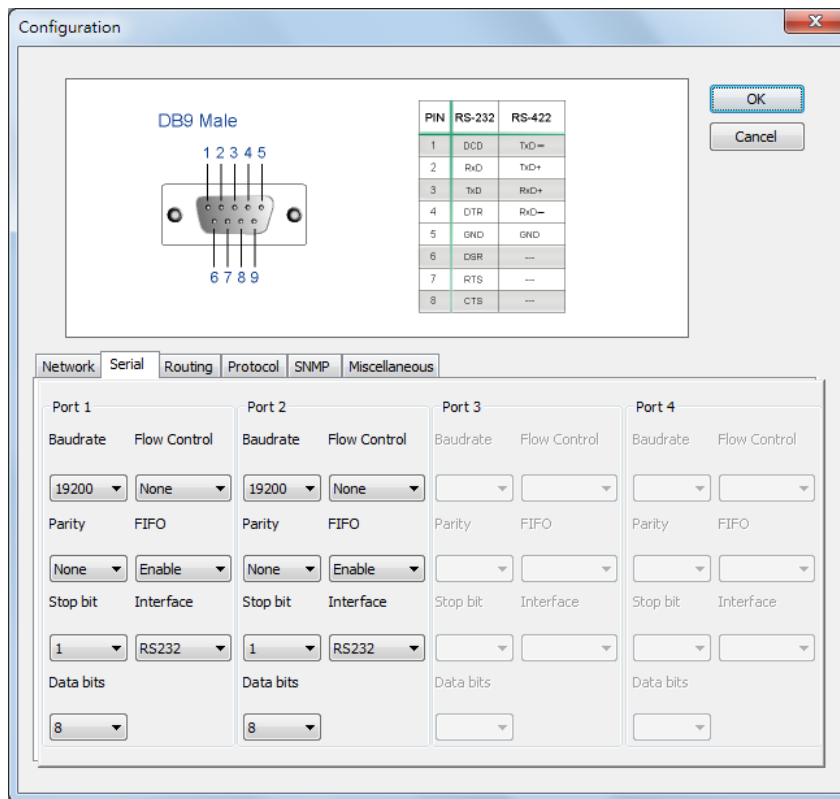 Configuration
DB9 Male
1 2 3 4 5
6 7 8 9
PIN RS-232 RS-422
1 DCD TxD-
2 RxD TxD+
3 TxD RxD+
4 DTR RxD-
5 GND GND
6 DSR ---
7 RTS ---
8 CTS ---
OK
Cancel
Network Serial Routing Protocol SNMP Miscellaneous
Port 1 Port 2 Port 3 Port 4
Baudrate Flow Control Baudrate Flow Control Baudrate Flow Control Baudrate Flow Control
19200 None 19200 None
Parity FIFO Parity FIFO Parity FIFO Parity FIFO
None Enable None Enable
Stop bit Interface Stop bit Interface Stop bit Interface Stop bit Interface
1 RS232 1 RS232
Data bits Data bits Data bits Data bits
8 8